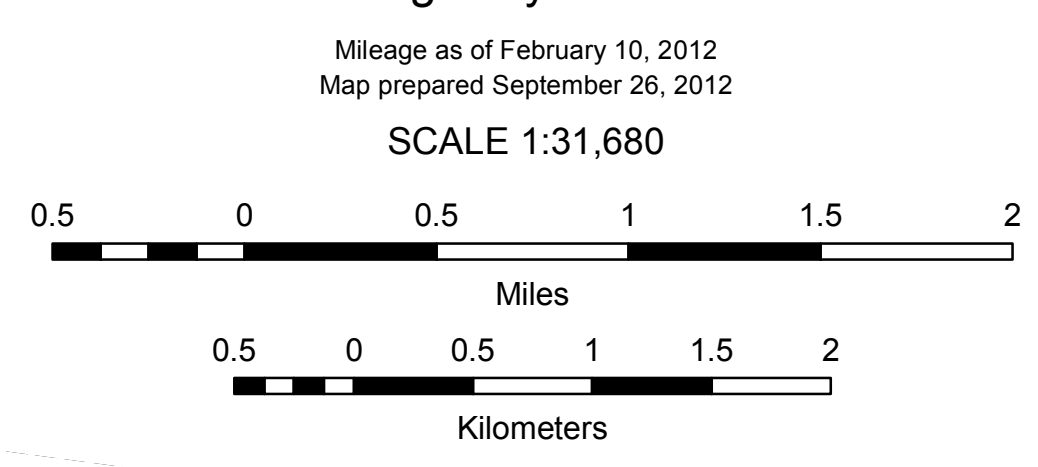 Mileage as of February 10, 2012
Map prepared September 26, 2012
SCALE 1:31,680
0.5 0 0.5 1 1.5 2
Miles
0.5 0 0.5 1 1.5 2
Kilometers